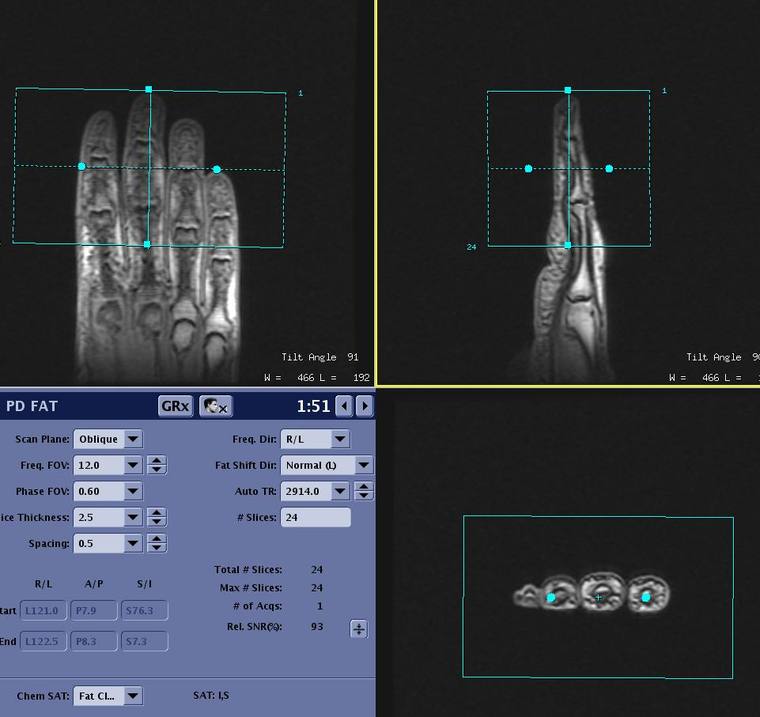 1
Tilt Angle 91
W = 466 L = 192
1
24
Tilt Angle
W = 466 L =
PD FAT GRx 1:51
Scan Plane: Oblique Freq. Dir: R/L
Freq. FOV: 12.0 Fat Shift Dir: Normal (L)
Phase FOV: 0.60 Auto TR: 2914.0
ice Thickness: 2.5 # Slices: 24
Spacing: 0.5
Total # Slices: 24
R/L A/P S/I Max # Slices: 24
# of Acqs: 1
tart L121.0 P7.9 S76.3
Rel. SNR(%): 93
End L122.5 P8.3 S7.3
Chem SAT: Fat Cl... SAT: I,S